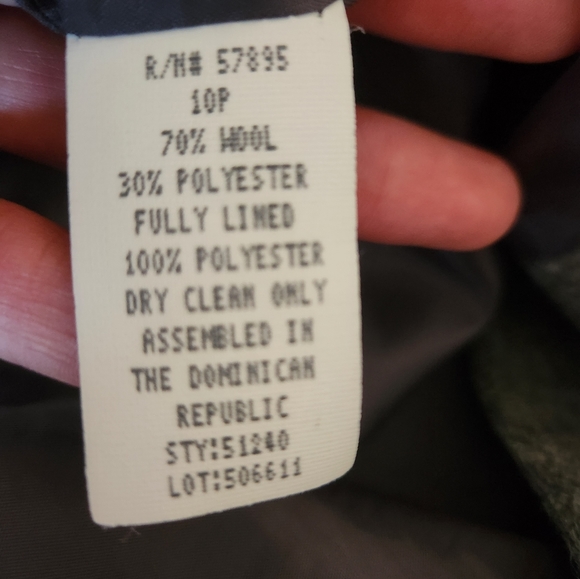 R/N# 57895
10P
70% WOOL
30% POLYESTER
FULLY LINED
100% POLYESTER
DRY CLEAN ONLY
ASSEMBLED IN
THE DOMINICAN
REPUBLIC
STY:51240
LOT:506611